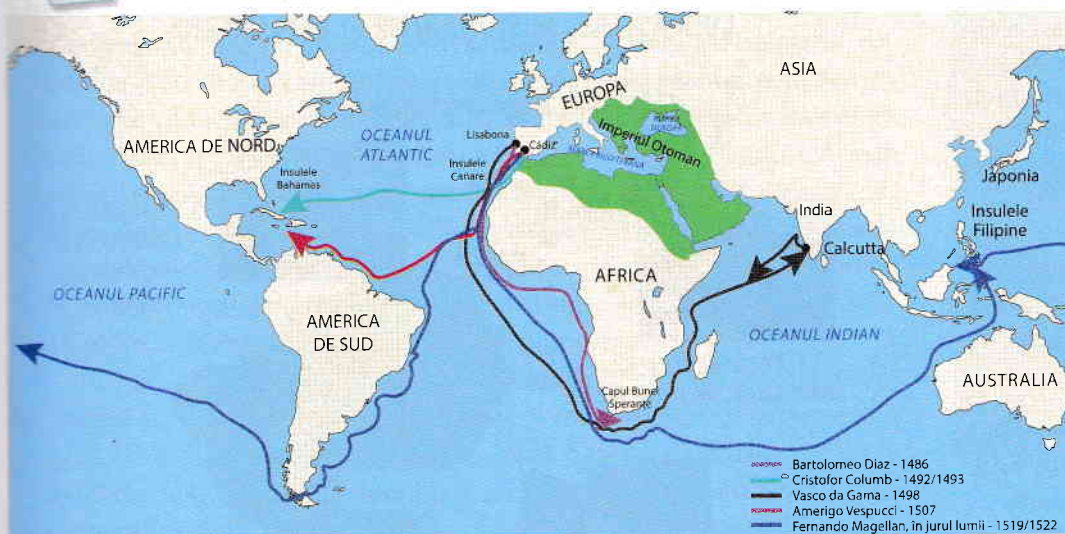 ASIA
EUROPA
OCEANUL
ATLANTIC
Lisabona
Cádiz
Imperiul Otoman
AMERICA DE NORD
Insulele
Canare
Insulele
Bahamas
Japonia
India
Insulele
Filipine
Calcutta
AFRICA
OCEANUL PACIFIC
AMERICA
DE SUD
OCEANUL INDIAN
AUSTRALIA
Capul Bunei
Speranțe
Bartolomeo Diaz - 1486
Cristofor Columb - 1492/1493
Vasco da Gama - 1498
Amerigo Vespucci - 1507
Fernando Magellan, în jurul lumii - 1519/1522